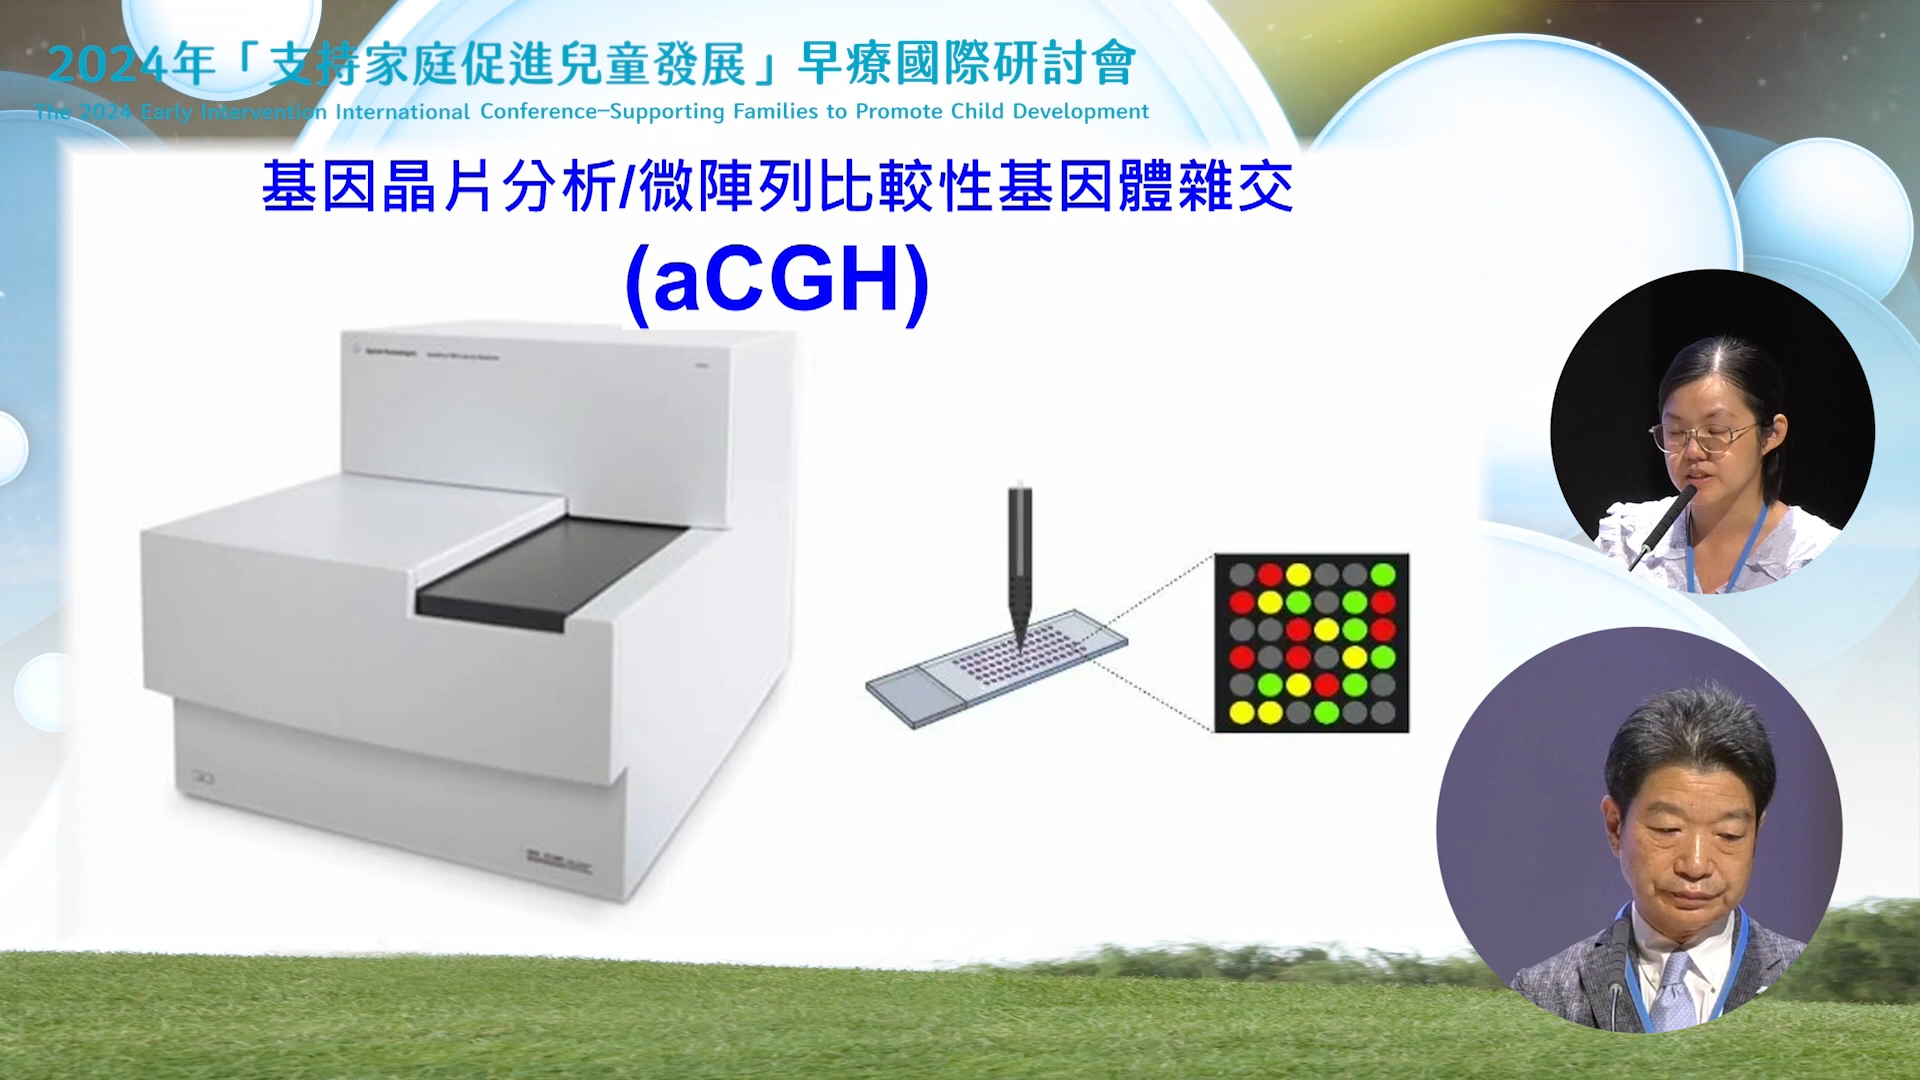 2024年「支持家庭促進兒童發展」早療國際研討會
The 2024 Early Intervention International Conference–Supporting Families to Promote Child Development
基因晶片分析/微陣列比較性基因體雜交
(aCGH)
Agilent Technologies